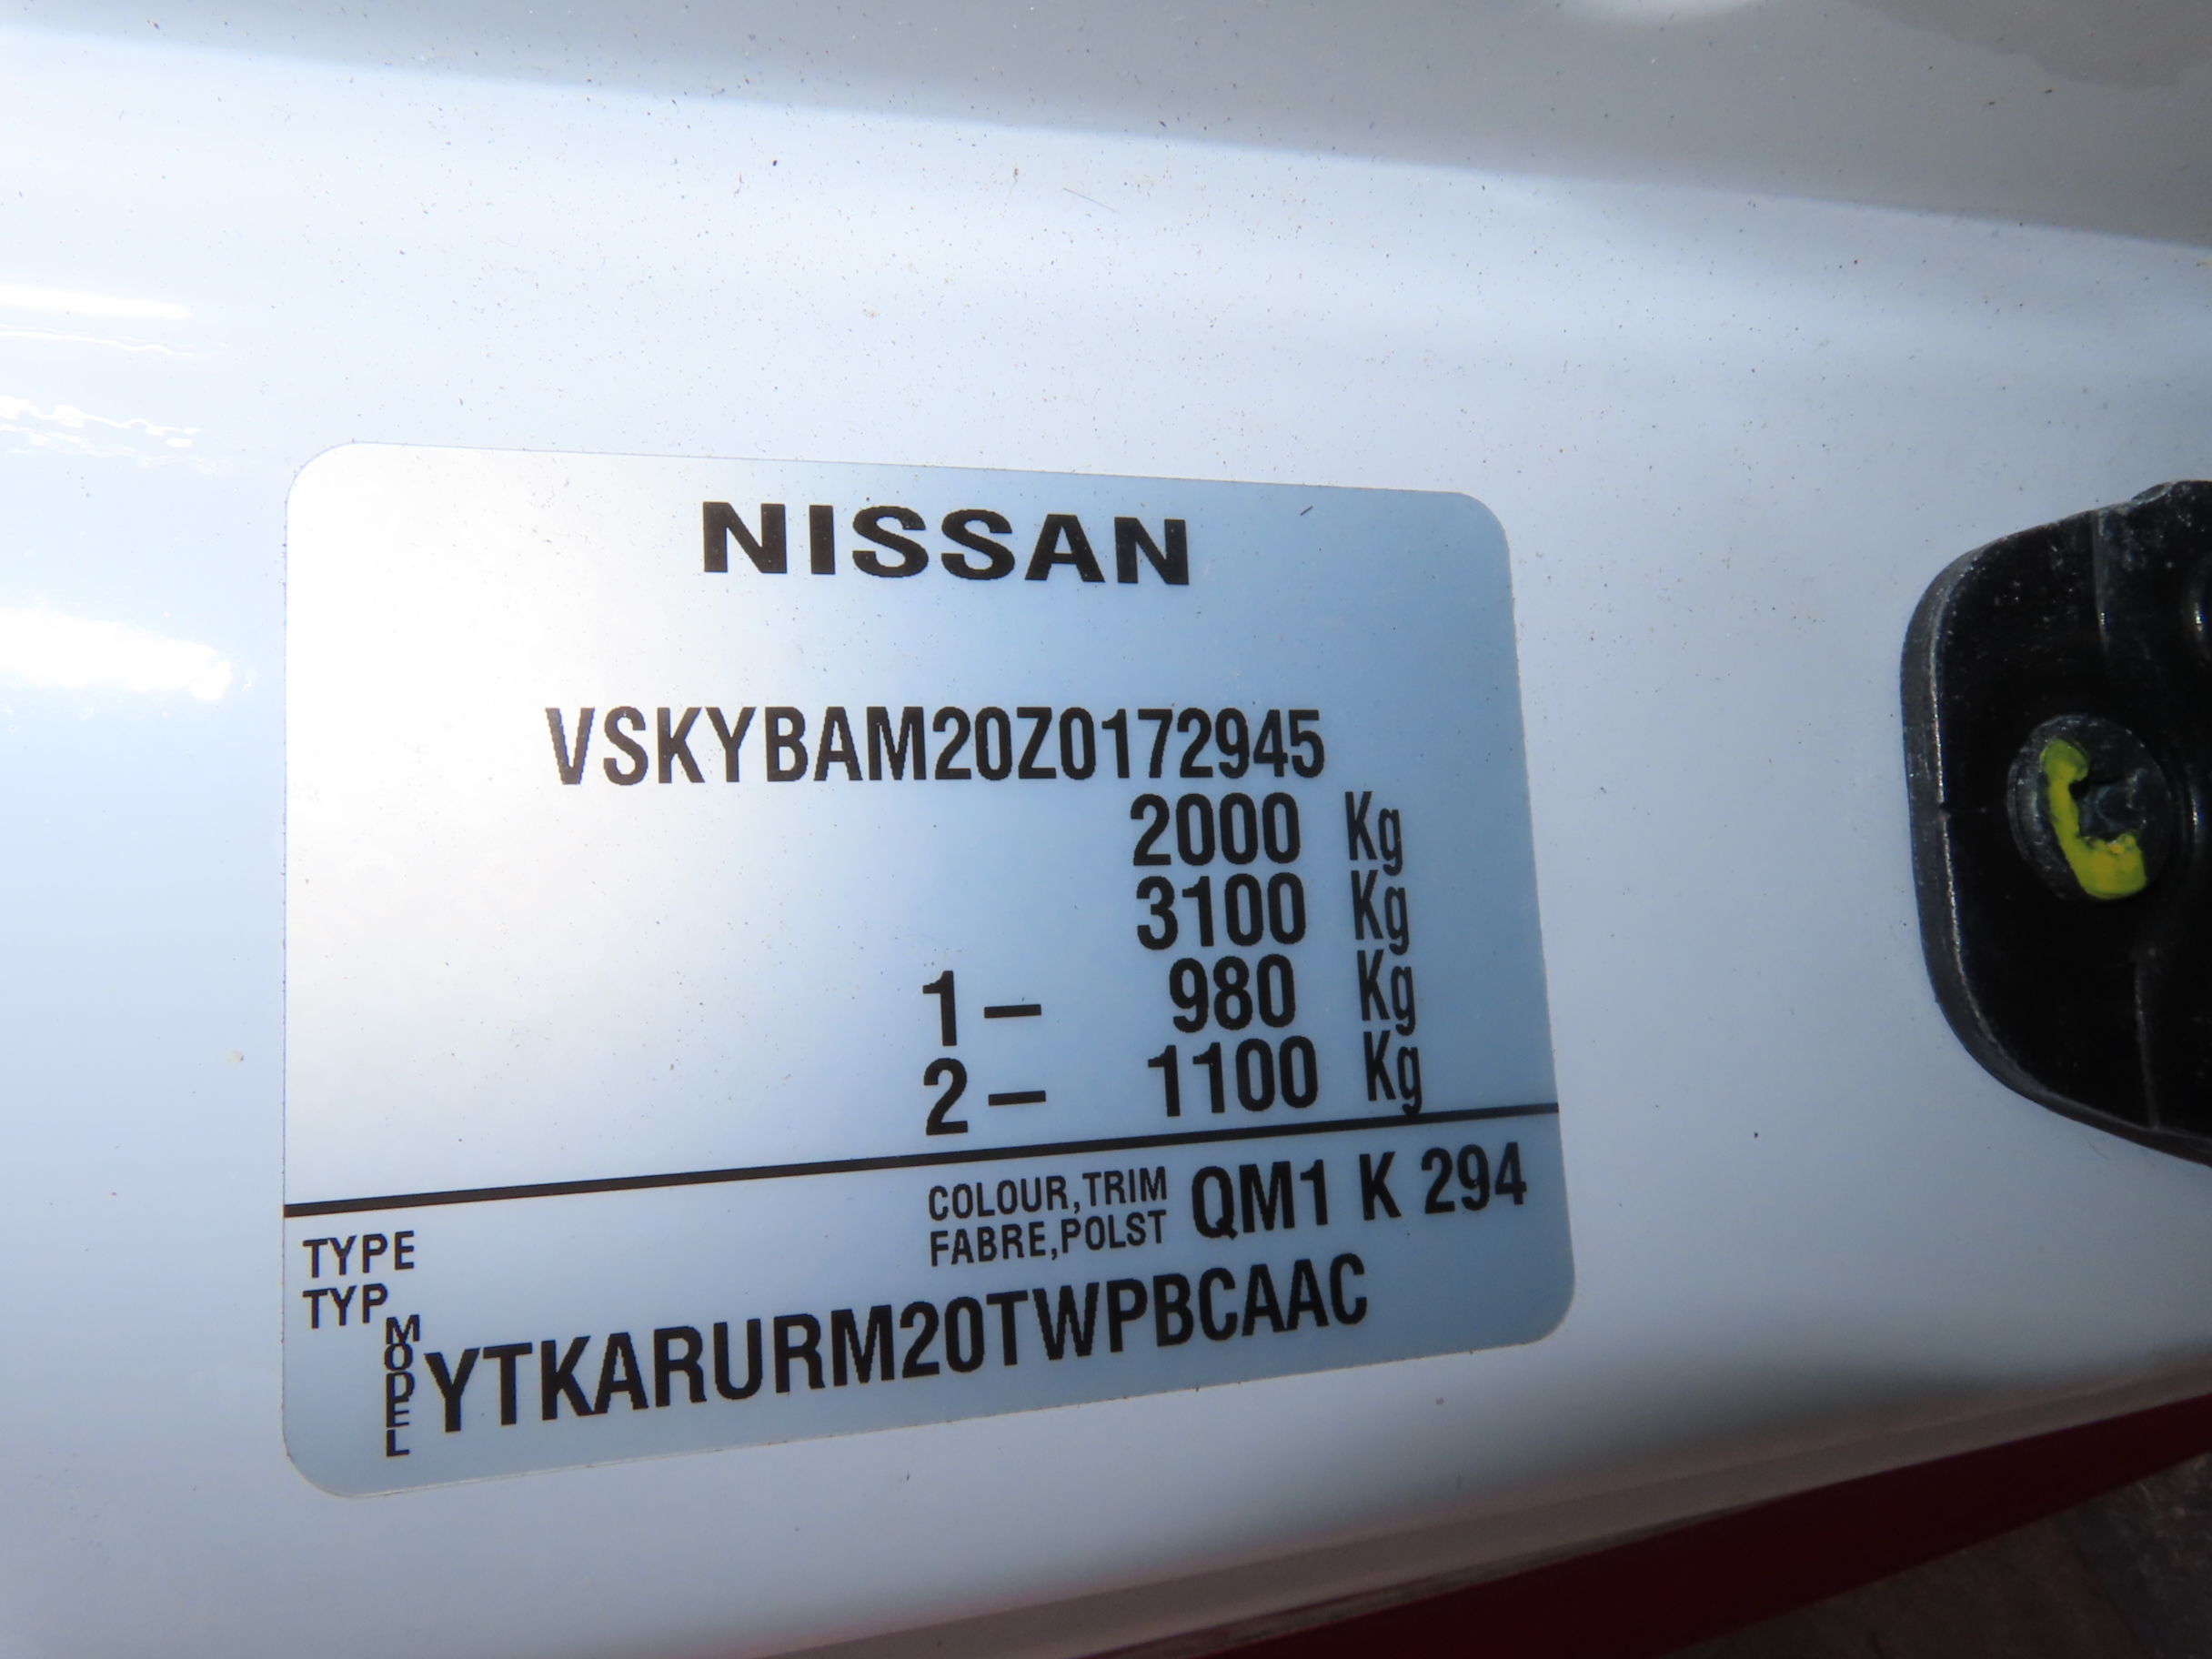 NISSAN
VSKYBAM20Z0172945
2000 Kg
3100 Kg
1– 980 Kg
2– 1100 Kg
COLOUR,TRIM QM1 K 294
FABRE,POLST
TYPE
TYP
MODEL YTKARURM20TWPBCAAC